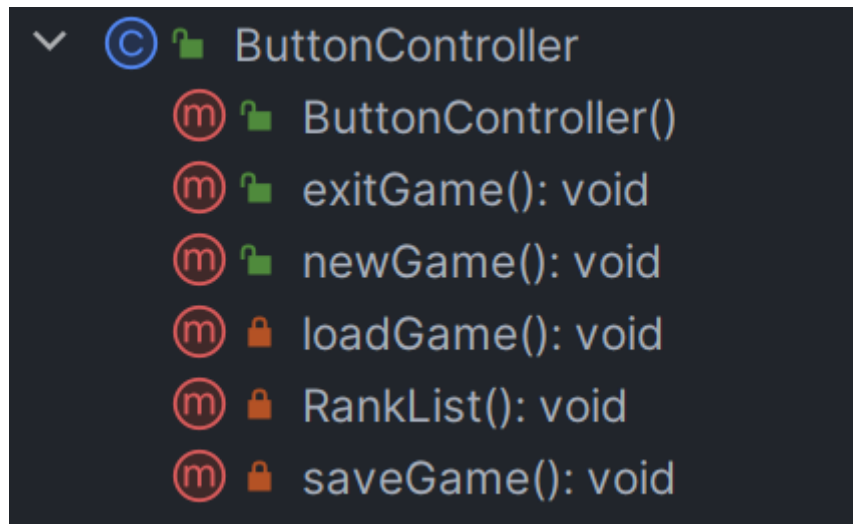 C ButtonController
m ButtonController()
m exitGame(): void
m newGame(): void
m loadGame(): void
m RankList(): void
m saveGame(): void